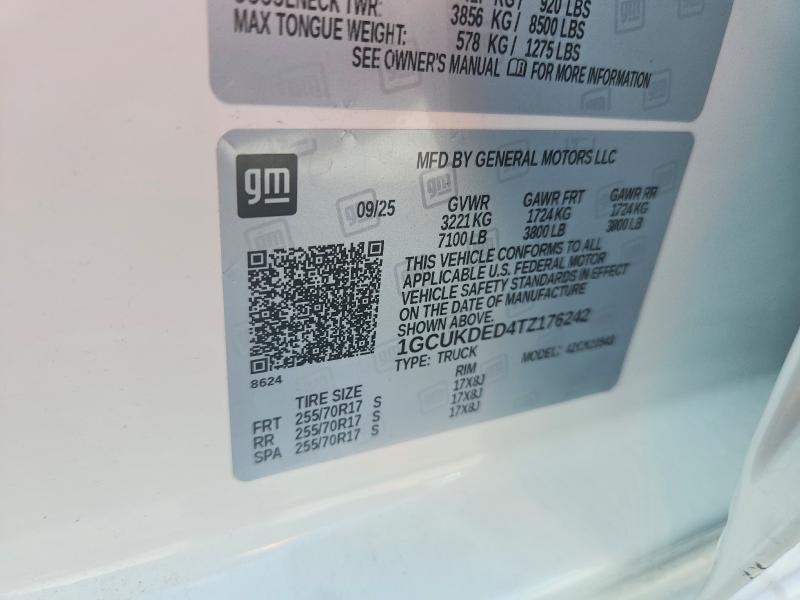 3856 KG / 8500 LBS
MAX TONGUE WEIGHT: 578 KG / 1275 LBS
SEE OWNER'S MANUAL FOR MORE INFORMATION
gm
MFD BY GENERAL MOTORS LLC
09/25
GVWR GAWR FRT GAWR RR
3221 KG 1724 KG 1724 KG
7100 LB 3800 LB 3800 LB
THIS VEHICLE CONFORMS TO ALL
APPLICABLE U.S. FEDERAL MOTOR
VEHICLE SAFETY STANDARDS IN EFFECT
ON THE DATE OF MANUFACTURE
SHOWN ABOVE.
1GCUKDED4TZ176242
TYPE: TRUCK MODEL:
8624
TIRE SIZE RIM
FRT 255/70R17 S 17X8J
RR 255/70R17 S 17X8J
SPA 255/70R17 S 17X8J